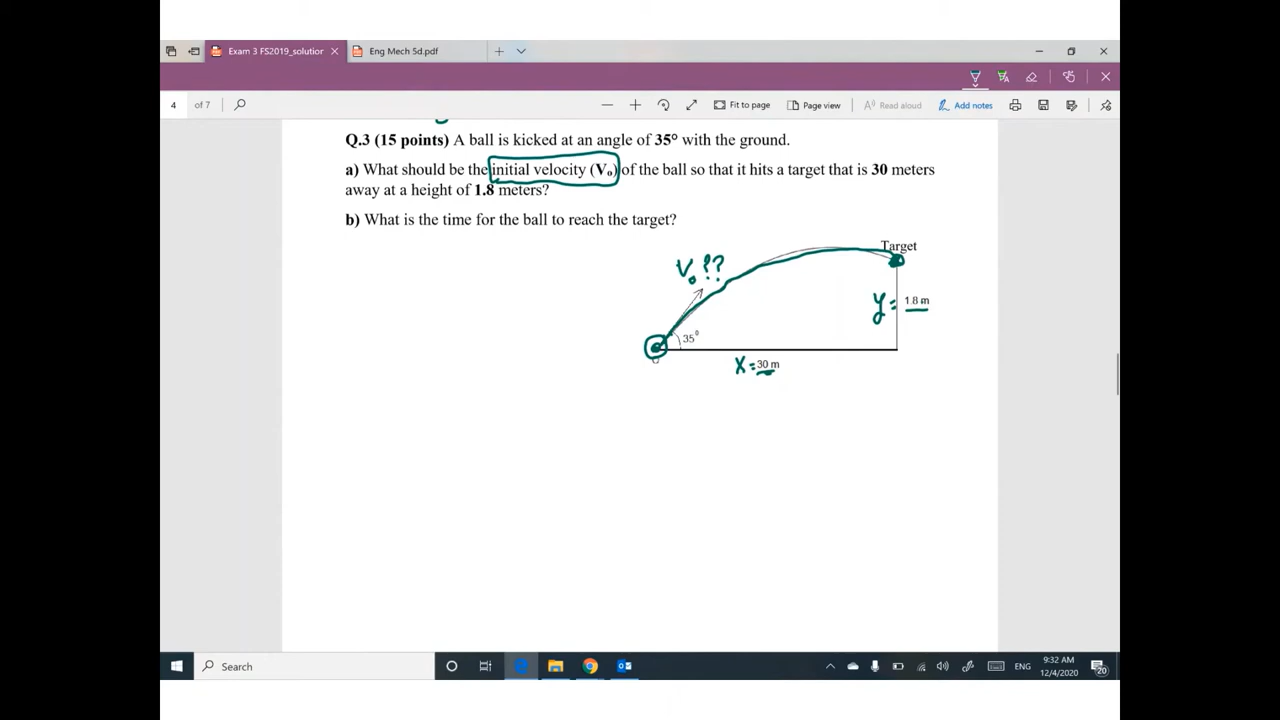 Exam 3 FS2019_solutior
Eng Mech 5d.pdf
4 of 7
Fit to page
Page view
Read aloud
Add notes
Q.3 (15 points) A ball is kicked at an angle of 35° with the ground.
a) What should be the initial velocity (Vo) of the ball so that it hits a target that is 30 meters
away at a height of 1.8 meters?
b) What is the time for the ball to reach the target?
Target
Vo ??
y = 1.8 m
35°
X = 30 m
Search
ENG
9:32 AM
12/4/2020
20